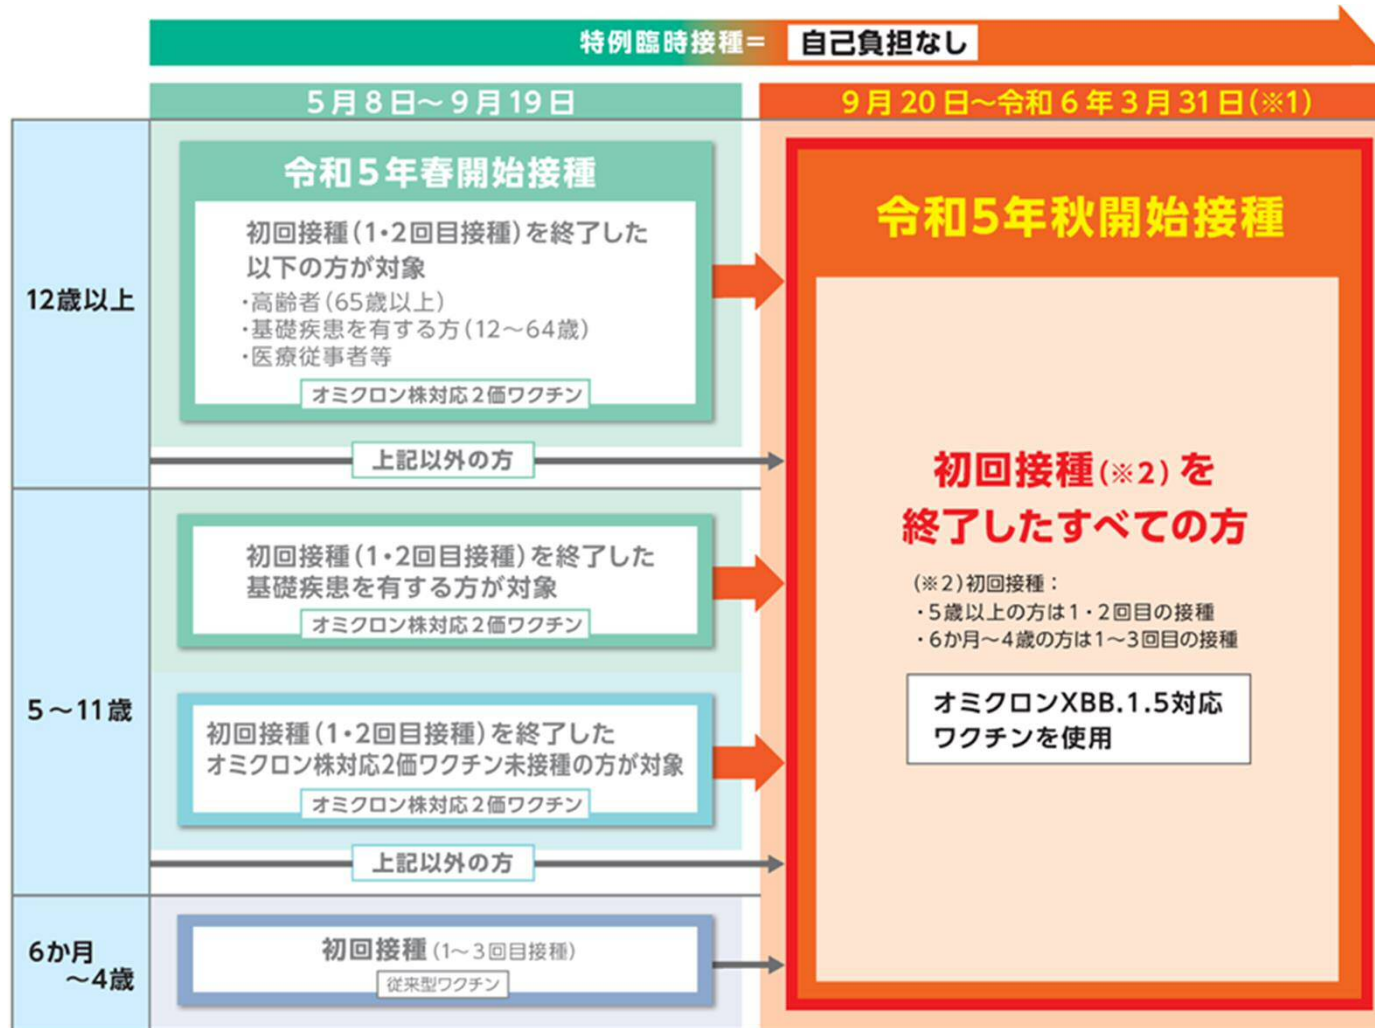 特例臨時接種＝ 自己負担なし
5月8日～9月19日
9月20日～令和6年3月31日(※1)
12歳以上
令和5年春開始接種
初回接種(1・2回目接種)を終了した
以下の方が対象
・高齢者(65歳以上)
・基礎疾患を有する方(12～64歳)
・医療従事者等
オミクロン株対応2価ワクチン
上記以外の方
5～11歳
初回接種(1・2回目接種)を終了した
基礎疾患を有する方が対象
オミクロン株対応2価ワクチン
初回接種(1・2回目接種)を終了した
オミクロン株対応2価ワクチン未接種の方が対象
オミクロン株対応2価ワクチン
上記以外の方
6か月
～4歳
初回接種(1～3回目接種)
従来型ワクチン
令和5年秋開始接種
初回接種(※2)を
終了したすべての方
(※2)初回接種：
・5歳以上の方は1・2回目の接種
・6か月～4歳の方は1～3回目の接種
オミクロンXBB.1.5対応
ワクチンを使用